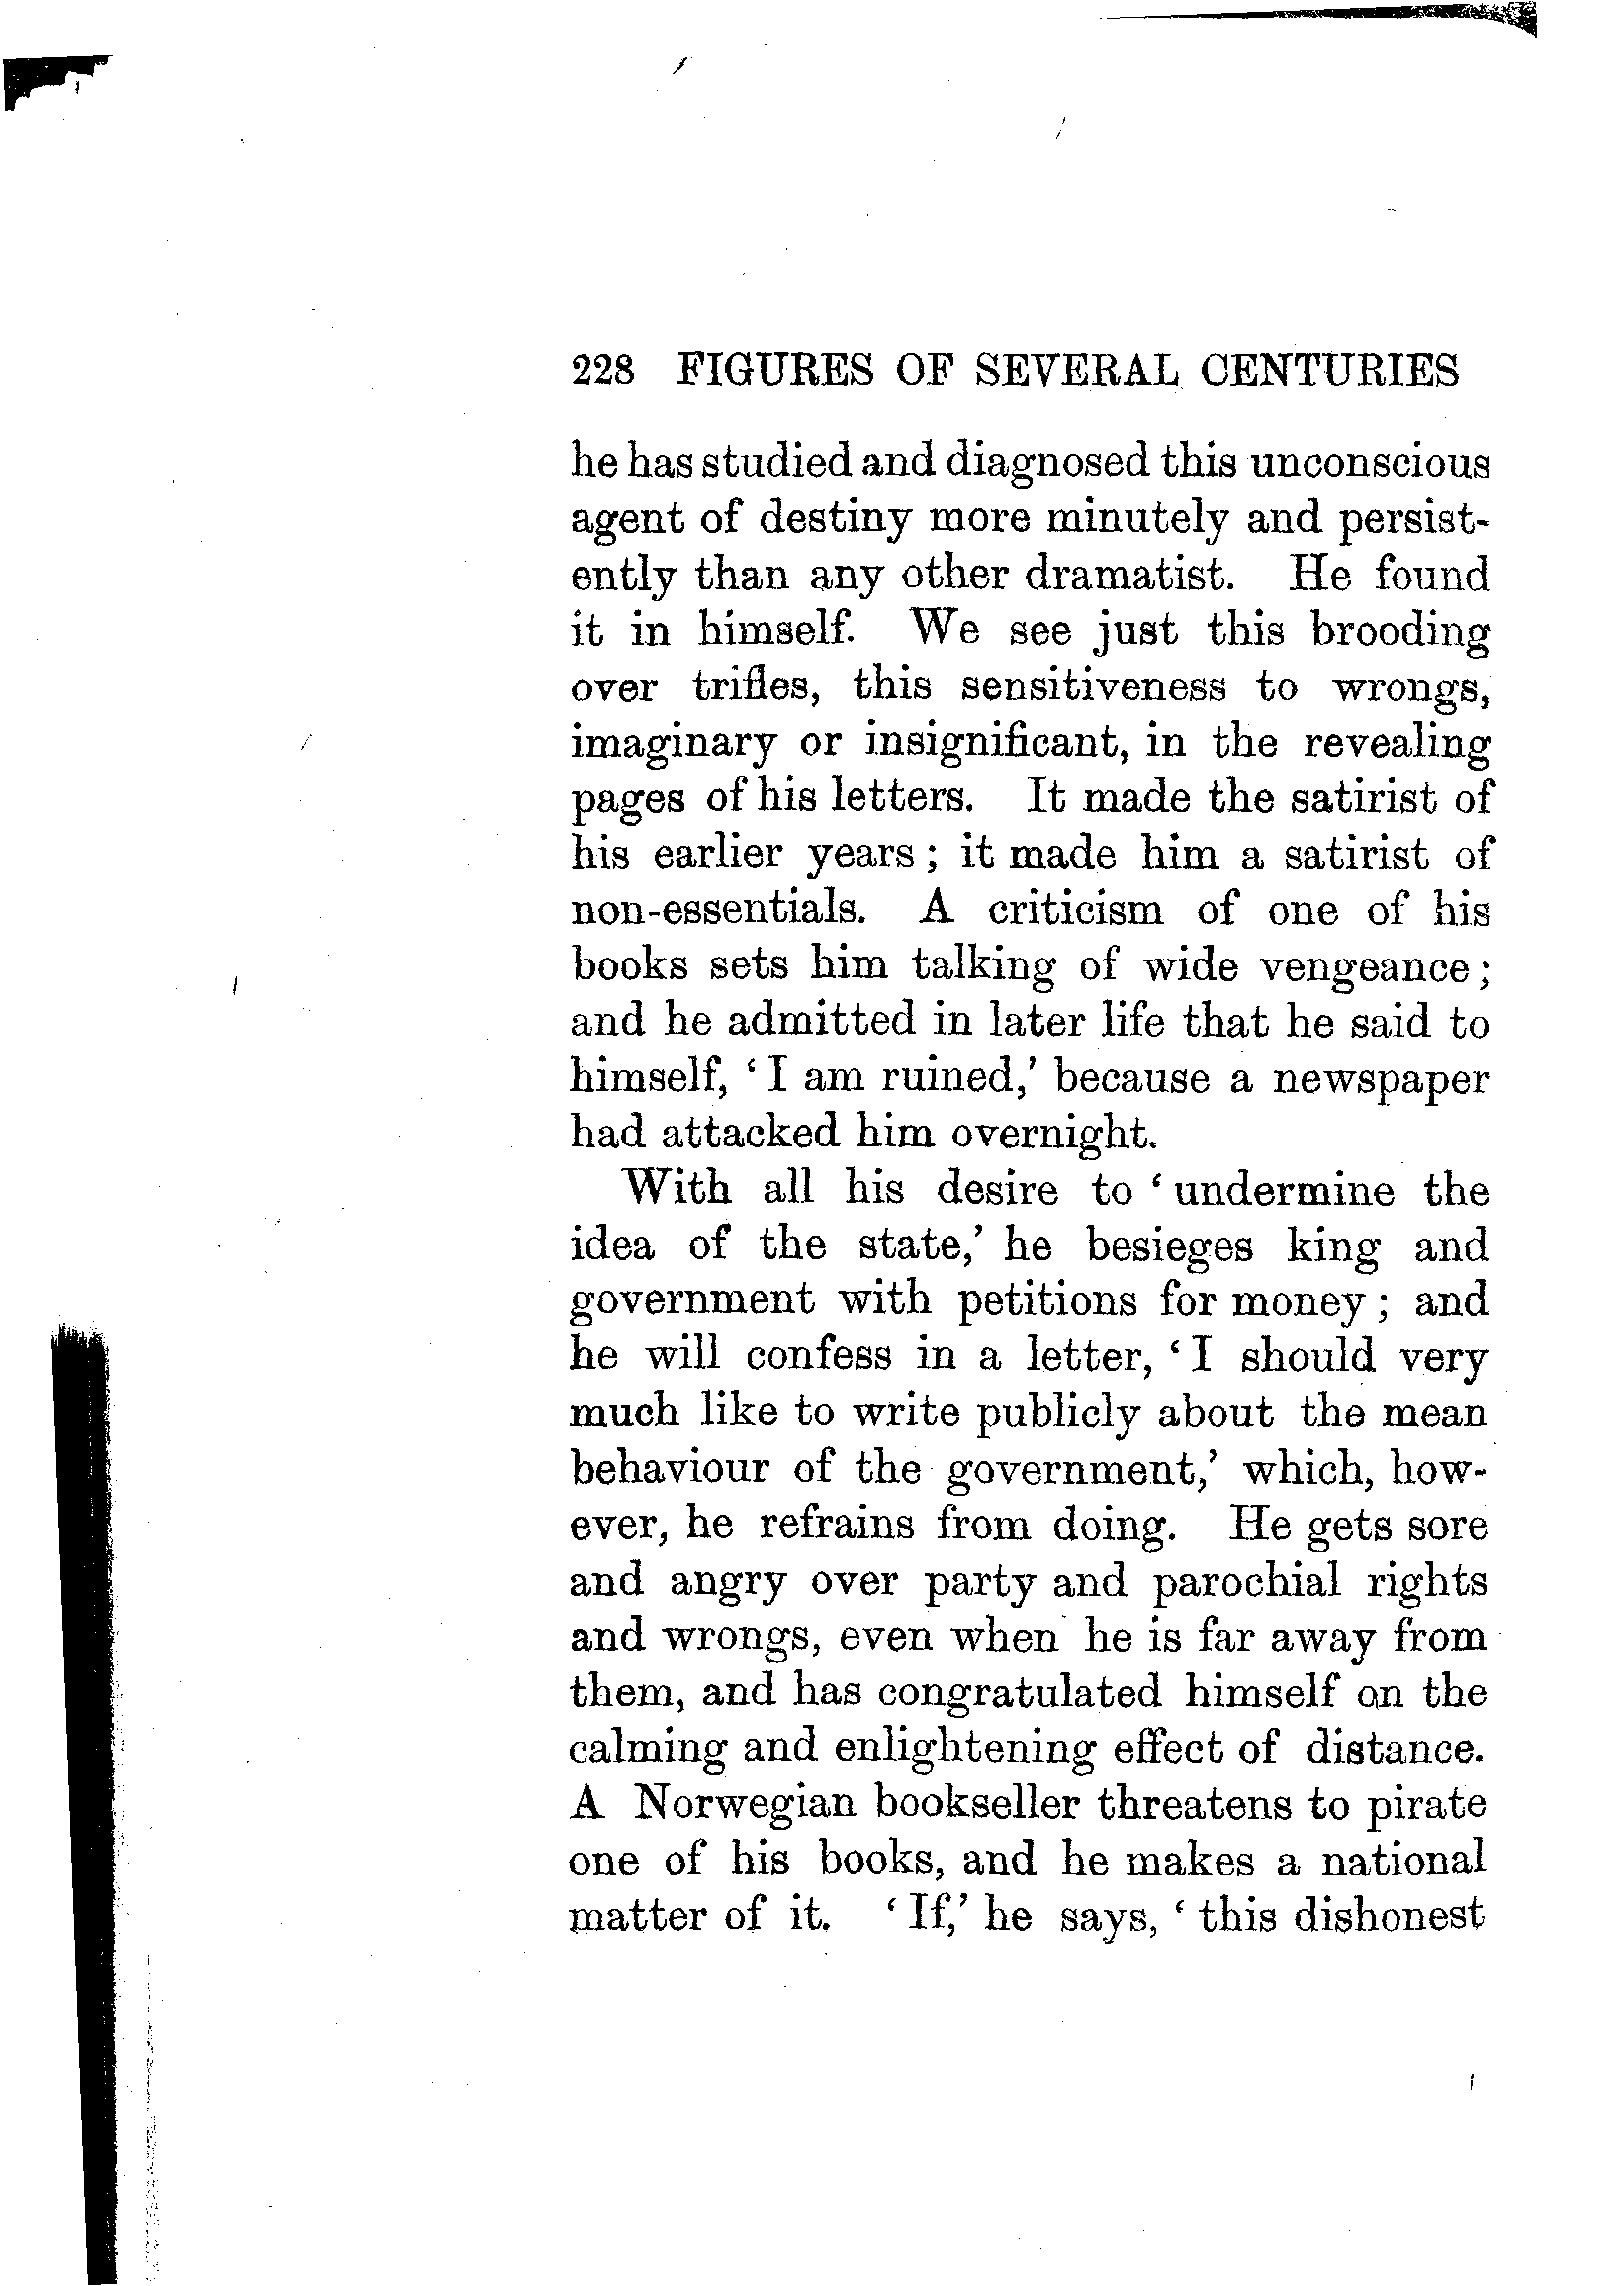 228 FIGURES OF SEVERAL CENTURIES
he has studied and diagnosed this unconscious
agent of destiny more minutely and persist-
ently than any other dramatist. He found
it in himself. We see just this brooding
over trifles, this sensitiveness to wrongs,
imaginary or insignificant, in the revealing
pages of his letters. It made the satirist of
his earlier years; it made him a satirist of
non-essentials. A criticism of one of his
books sets him talking of wide vengeance;
and he admitted in later life that he said to
himself, 'I am ruined,' because a newspaper
had attacked him overnight.
With all his desire to 'undermine the
idea of the state,' he besieges king and
government with petitions for money; and
he will confess in a letter, 'I should very
much like to write publicly about the mean
behaviour of the government,' which, how-
ever, he refrains from doing. He gets sore
and angry over party and parochial rights
and wrongs, even when he is far away from
them, and has congratulated himself on the
calming and enlightening effect of distance.
A Norwegian bookseller threatens to pirate
one of his books, and he makes a national
matter of it. 'If,' he says, 'this dishonest